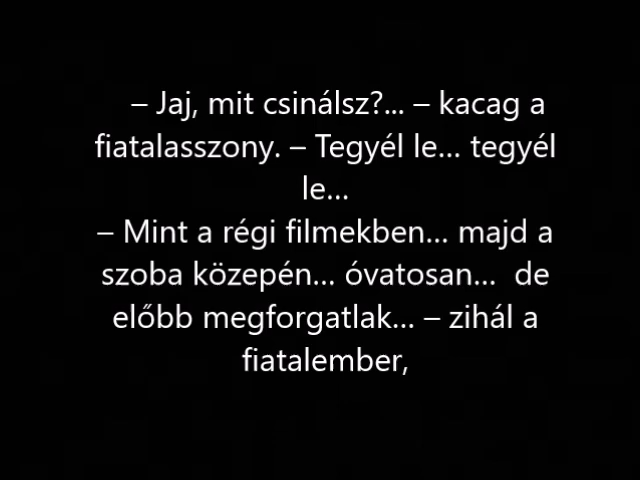 – Jaj, mit csinálsz?... – kacag a
fiatalasszony. – Tegyél le... tegyél
le...
– Mint a régi filmekben... majd a
szoba közepén... óvatosan...  de
előbb megforgatlak... – zihál a
fiatalember,